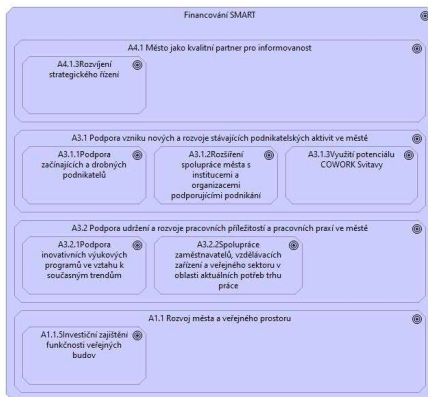 Financování SMART
A4.1 Město jako kvalitní partner pro informovanost
A4.1.3Rozvíjení
strategického řízení
A3.1 Podpora vzniku nových a rozvoje stávajících podnikatelských aktivit ve městě
A3.1.1Podpora
začínajících a drobných
podnikatelů
A3.1.2Rozšíření
spolupráce města s
institucemi a
organizacemi
podporujícími podnikání
A3.1.3Využití potenciálu
COWORK Svitavy
A3.2 Podpora udržení a rozvoje pracovních příležitostí a pracovních praxí ve městě
A3.2.1Podpora
inovativních výukových
programů ve vztahu k
současným trendům
A3.2.2Spolupráce
zaměstnavatelů, vzdělávacích
zařízení a veřejného sektoru v
oblasti aktuálních potřeb trhu
práce
A1.1 Rozvoj města a veřejného prostoru
A1.1.5Investiční zajištění
funkčnosti veřejných
budov